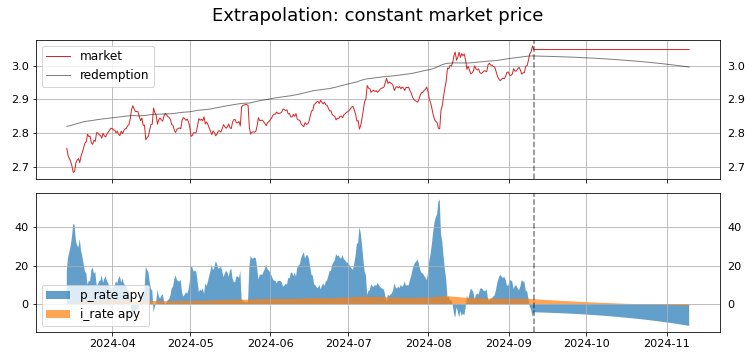 Extrapolation: constant market price
market
redemption
3.0 3.0
2.9 2.9
2.8 2.8
2.7 2.7
40 40
20 20
0 0
p_rate apy
i_rate apy
2024-04 2024-05 2024-06 2024-07 2024-08 2024-09 2024-10 2024-11